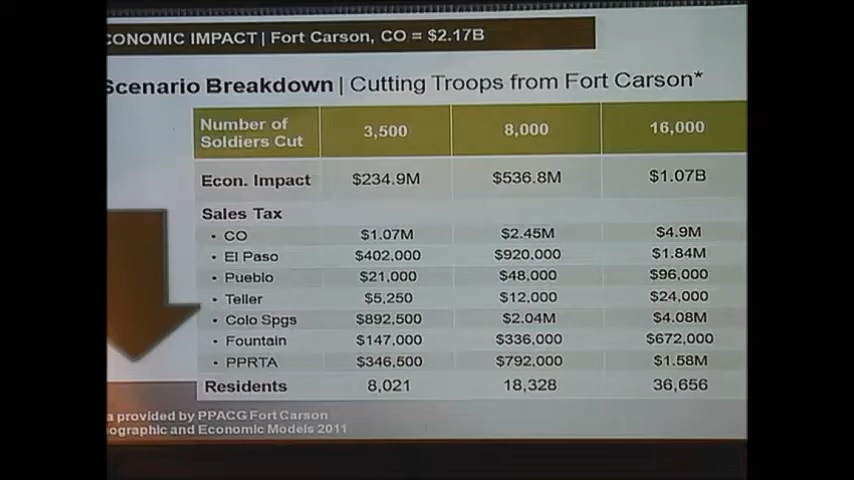 CONOMIC IMPACT | Fort Carson, CO = $2.17B
Scenario Breakdown | Cutting Troops from Fort Carson*
Number of Soldiers Cut 3,500 8,000 16,000
Econ. Impact $234.9M $536.8M $1.07B
Sales Tax
• CO $1.07M $2.45M $4.9M
• El Paso $402,000 $920,000 $1.84M
• Pueblo $21,000 $48,000 $96,000
• Teller $5,250 $12,000 $24,000
• Colo Spgs $892,500 $2.04M $4.08M
• Fountain $147,000 $336,000 $672,000
• PPRTA $346,500 $792,000 $1.58M
Residents 8,021 18,328 36,656
a provided by PPACG Fort Carson
ographic and Economic Models 2011